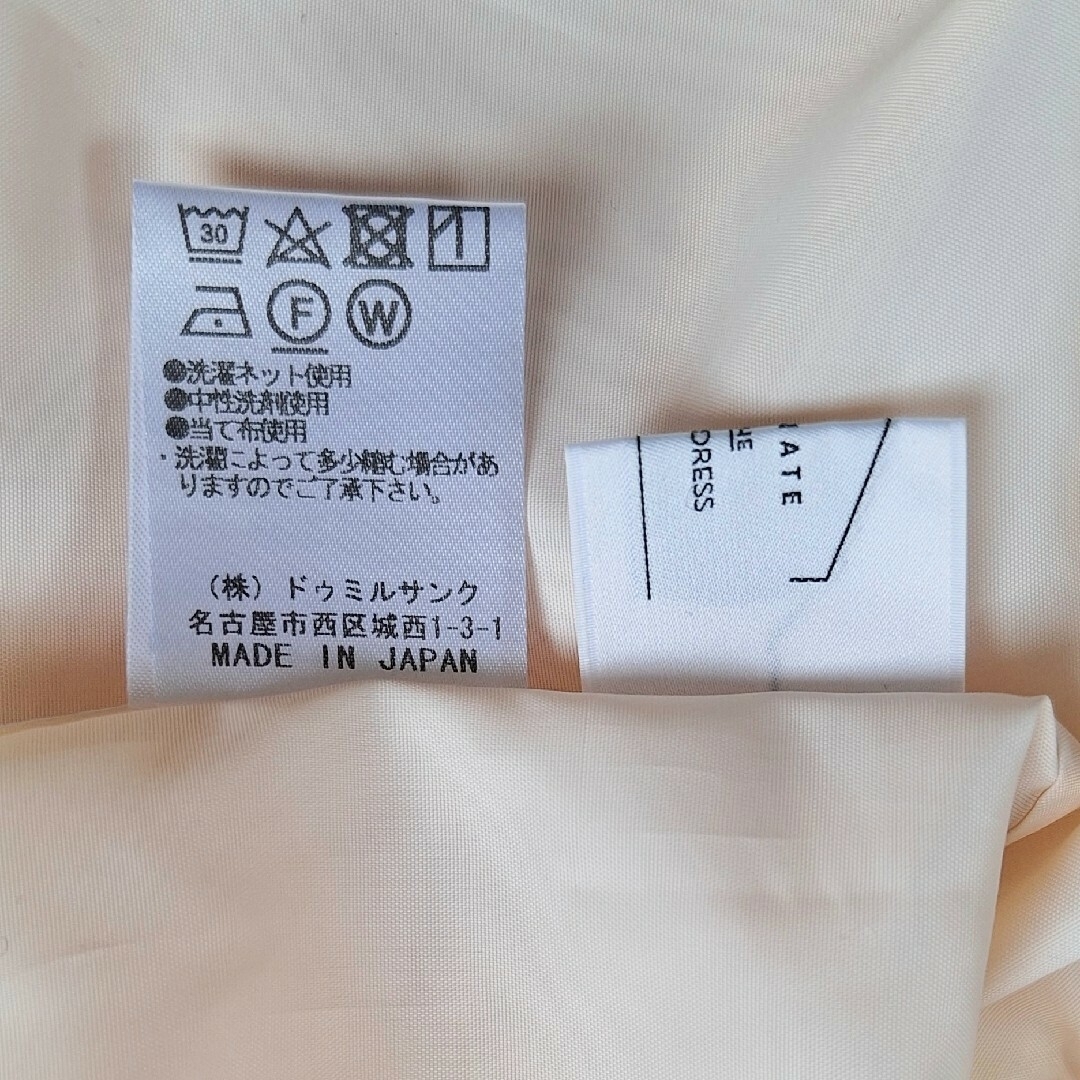 30
F W
●洗濯ネット使用
●中性洗剤使用
●当て布使用
・洗濯によって多少縮む場合があ
りますのでご了承下さい。
(株)ドゥミルサンク
名古屋市西区城西1-3-1
MADE IN JAPAN
HE
DRESS